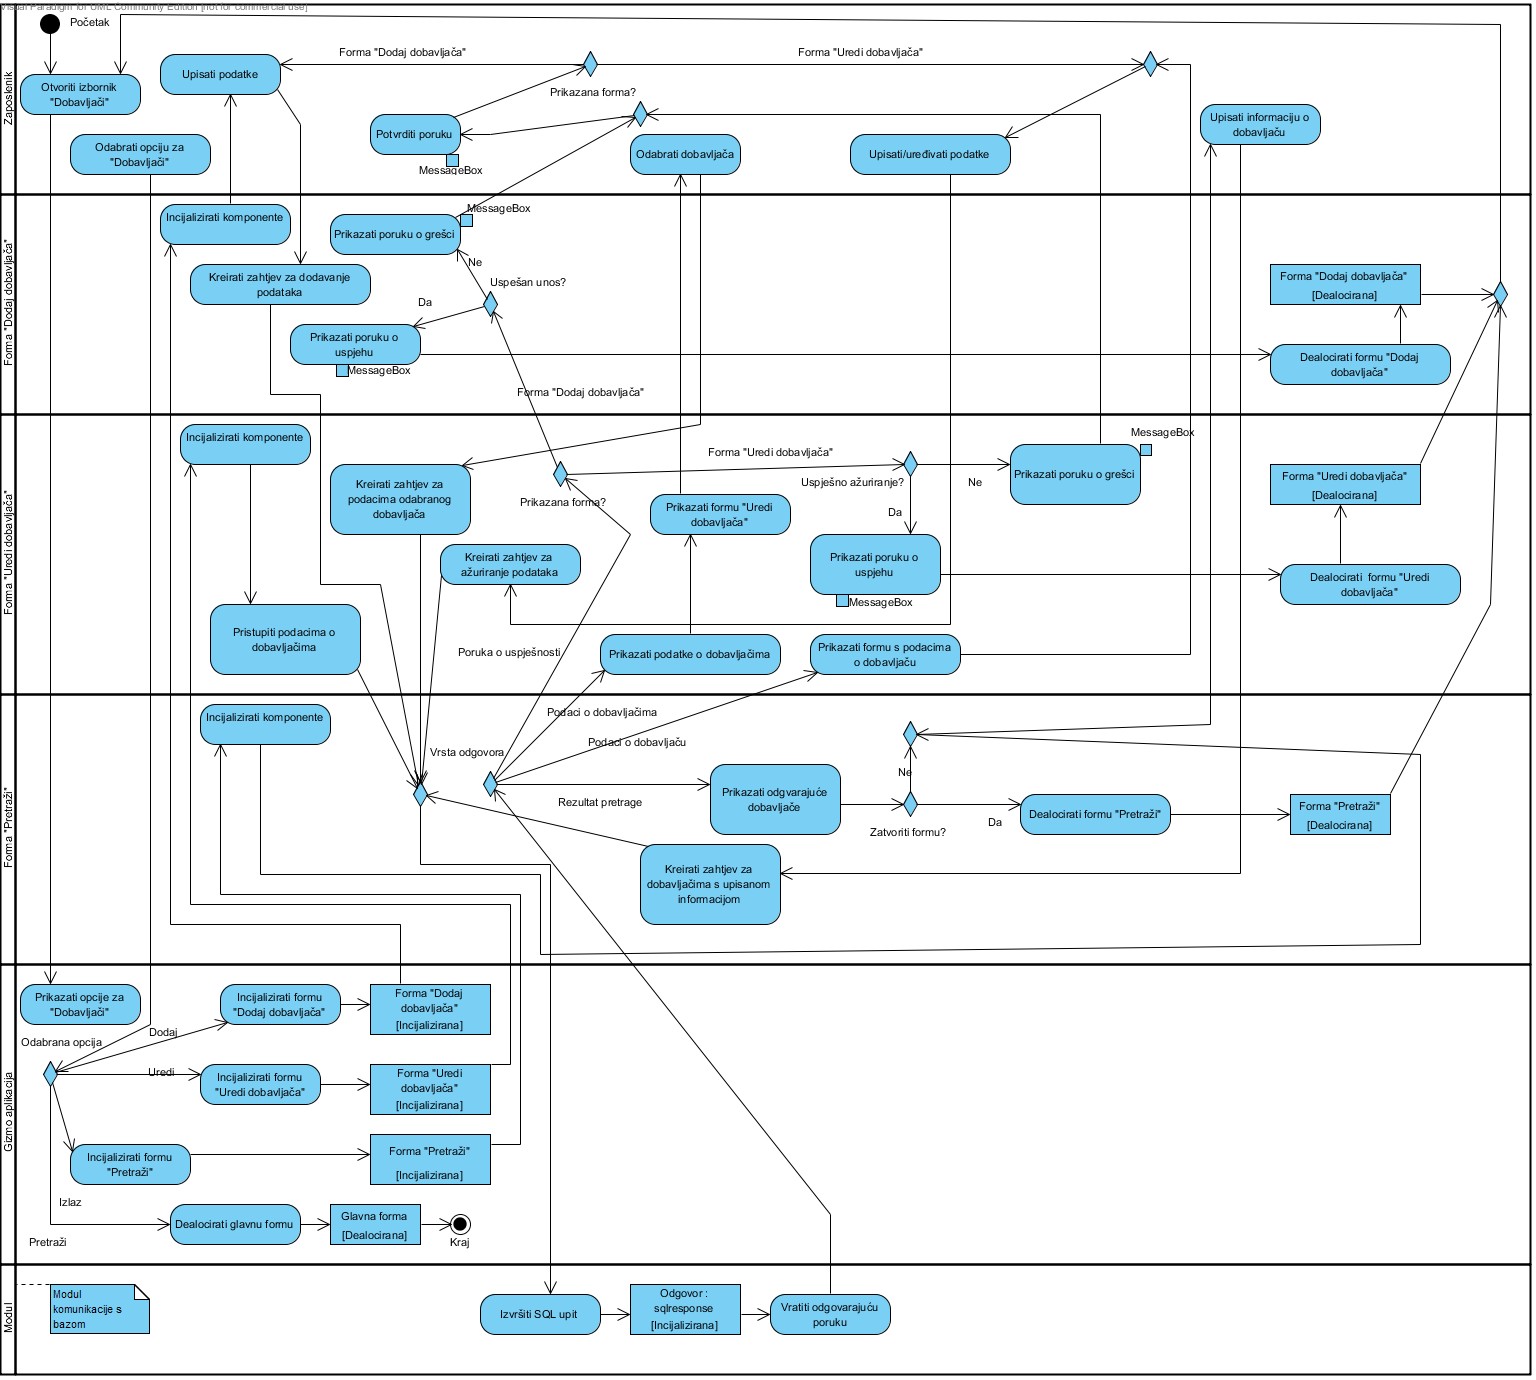 Visual Paradigm for UML Community Edition [not for commercial use]
Zaposlenik
Početak
Otvoriti izbornik
"Dobavljači"
Upisati podatke
Forma "Dodaj dobavljača"
Forma "Uredi dobavljača"
Prikazana forma?
Potvrditi poruku
MessageBox
Odabrati opciju za
"Dobavljači"
Odabrati dobavljača
Upisati/uređivati podatke
Upisati informaciju o
dobavljaču
Forma "Dodaj dobavljača"
Incijalizirati komponente
MessageBox
Prikazati poruku o grešci
Ne
Kreirati zahtjev za dodavanje
podataka
Uspešan unos?
Da
Prikazati poruku o
uspjehu
MessageBox
Forma "Dodaj dobavljača"
Forma "Dodaj dobavljača"
[Dealocirana]
Dealocirati formu "Dodaj
dobavljača"
Forma "Uredi dobavljača"
Incijalizirati komponente
Kreirati zahtjev za
podacima odabranog
dobavljača
Forma "Uredi dobavljača"
Prikazana forma?
Uspješno ažuriranje?
Ne
Da
MessageBox
Prikazati poruku o grešci
Prikazati formu "Uredi
dobavljača"
Kreirati zahtjev za
ažuriranje podataka
Prikazati poruku o
uspjehu
MessageBox
Forma "Uredi dobavljača"
[Dealocirana]
Dealocirati  formu "Uredi
dobavljača"
Pristupiti podacima o
dobavljačima
Poruka o uspješnosti
Prikazati podatke o dobavljačima
Prikazati formu s podacima
o dobavljaču
Forma "Pretraži"
Incijalizirati komponente
Podaci o dobavljačima
Podaci o dobavljaču
Vrsta odgovora
Rezultat pretrage
Prikazati odgvarajuće
dobavljače
Ne
Zatvoriti formu?
Da
Dealocirati formu "Pretraži"
Forma "Pretraži"
[Dealocirana]
Kreirati zahtjev za
dobavljačima s upisanom
informacijom
Gizmo aplikacija
Prikazati opcije za
"Dobavljači"
Odabrana opcija
Dodaj
Incijalizirati formu
"Dodaj dobavljača"
Forma "Dodaj
dobavljača"
[Incijalizirana]
Uredi
Incijalizirati formu
"Uredi dobavljača"
Forma "Uredi
dobavljača"
[Incijalizirana]
Incijalizirati formu
"Pretraži"
Forma "Pretraži"
[Incijalizirana]
Izlaz
Pretraži
Dealocirati glavnu formu
Glavna forma
[Dealocirana]
Kraj
Modul
Modul
komunikacije s
bazom
Izvršiti SQL upit
Odgovor :
sqlresponse
[Incijalizirana]
Vratiti odgovarajuću
poruku